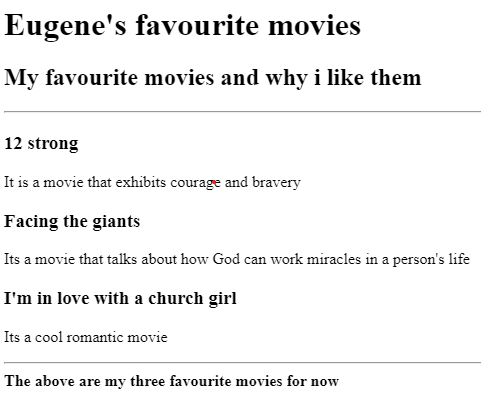 Eugene's favourite movies
My favourite movies and why i like them
12 strong
It is a movie that exhibits courage and bravery
Facing the giants
Its a movie that talks about how God can work miracles in a person's life
I'm in love with a church girl
Its a cool romantic movie
The above are my three favourite movies for now